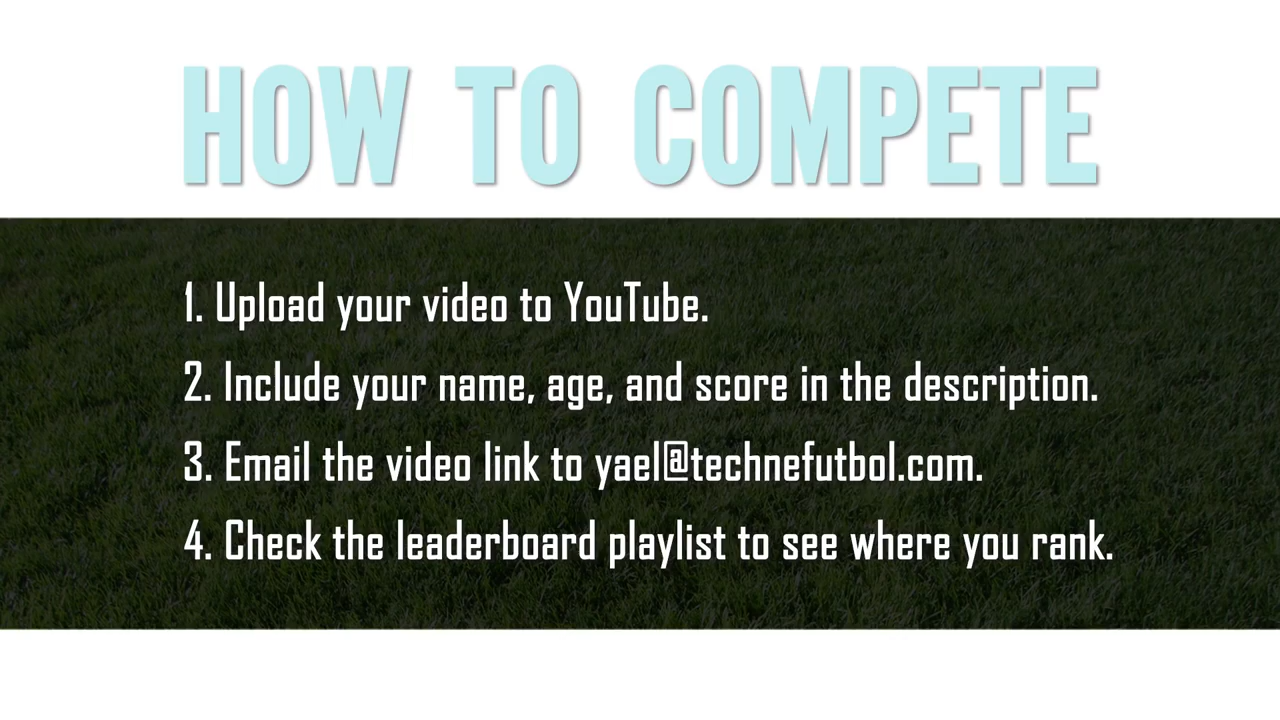 HOW TO COMPETE
1. Upload your video to YouTube.
2. Include your name, age, and score in the description.
3. Email the video link to yael@technefutbol.com.
4. Check the leaderboard playlist to see where you rank.